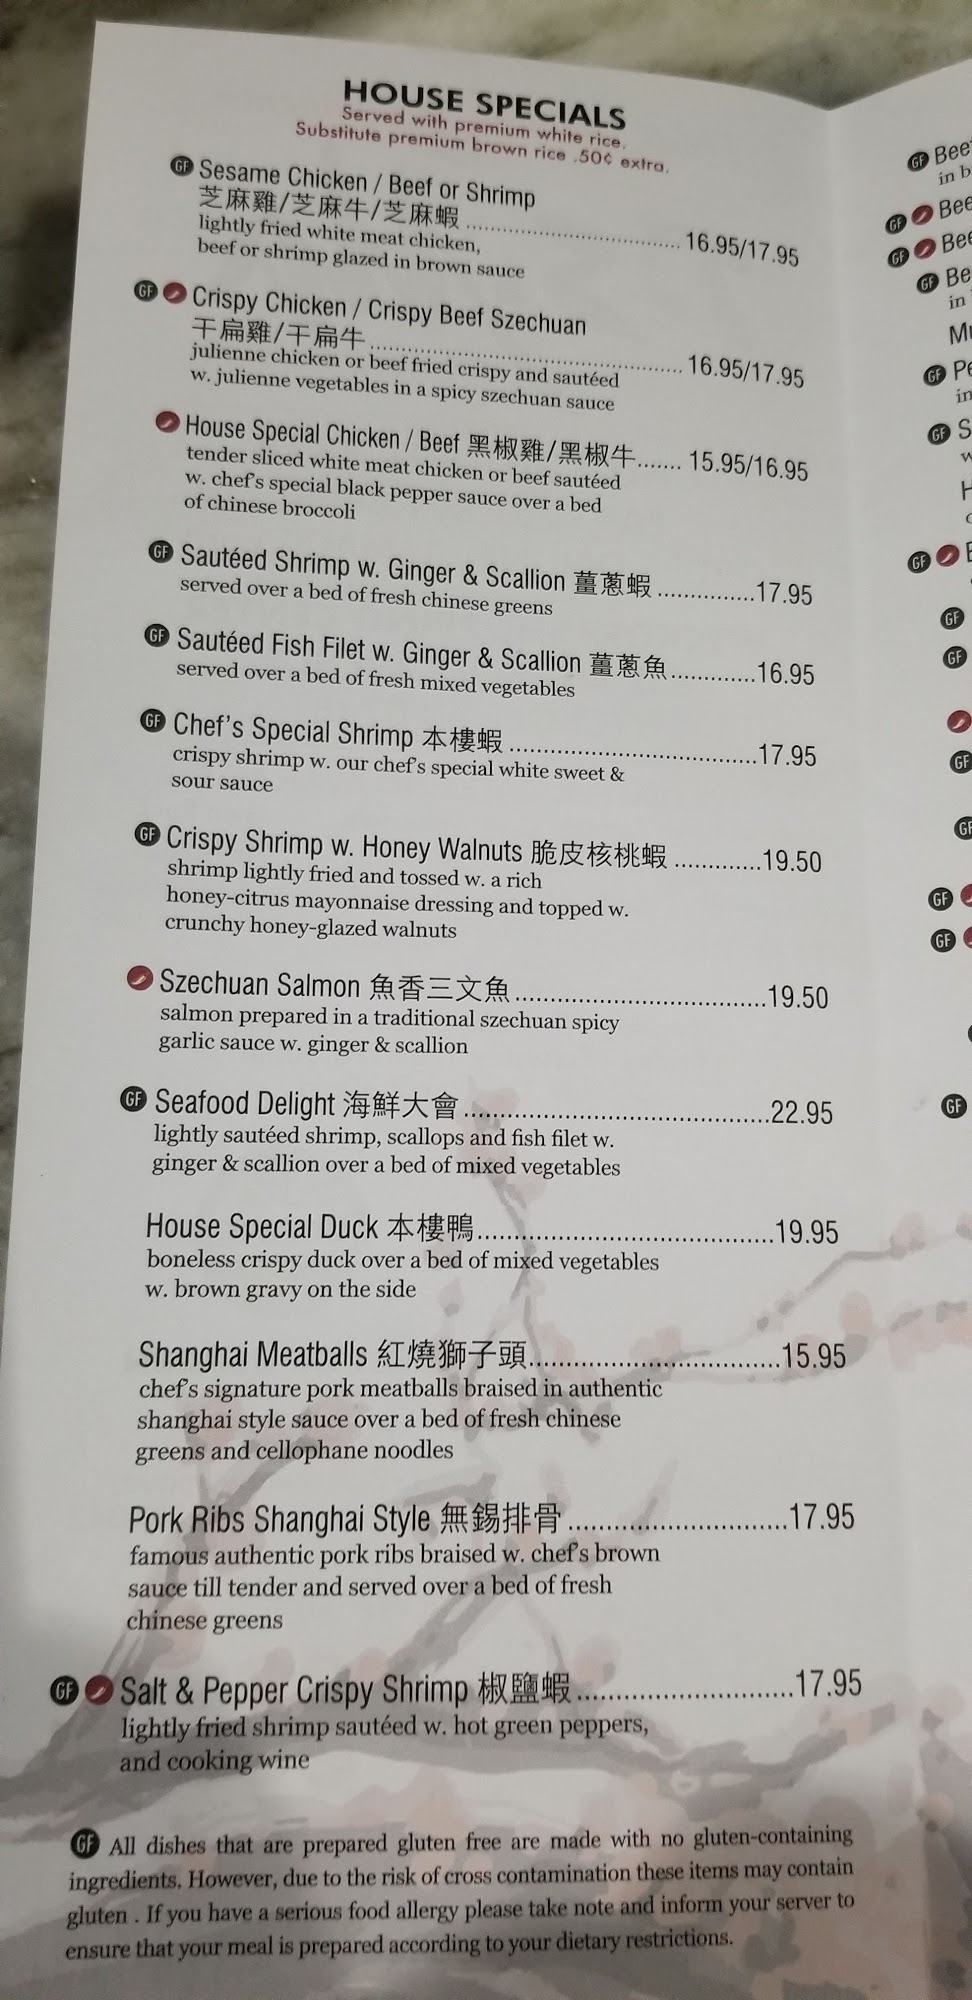 HOUSE SPECIALS
Served with premium white rice.
Substitute premium brown rice .50¢ extra.
GF Sesame Chicken / Beef or Shrimp
芝麻雞/芝麻牛/芝麻蝦 ........................................ 16.95/17.95
lightly fried white meat chicken,
beef or shrimp glazed in brown sauce
GF Crispy Chicken / Crispy Beef Szechuan
干扁雞/干扁牛 ........................................................ 16.95/17.95
julienne chicken or beef fried crispy and sautéed
w. julienne vegetables in a spicy szechuan sauce
House Special Chicken / Beef 黑椒雞/黑椒牛....... 15.95/16.95
tender sliced white meat chicken or beef sautéed
w. chef's special black pepper sauce over a bed
of chinese broccoli
GF Sautéed Shrimp w. Ginger & Scallion 薑蔥蝦 ...............17.95
served over a bed of fresh chinese greens
GF Sautéed Fish Filet w. Ginger & Scallion 薑蔥魚.............16.95
served over a bed of fresh mixed vegetables
GF Chef's Special Shrimp 本樓蝦 ......................................17.95
crispy shrimp w. our chef's special white sweet &
sour sauce
GF Crispy Shrimp w. Honey Walnuts 脆皮核桃蝦 .............19.50
shrimp lightly fried and tossed w. a rich
honey-citrus mayonnaise dressing and topped w.
crunchy honey-glazed walnuts
Szechuan Salmon 魚香三文魚.....................................19.50
salmon prepared in a traditional szechuan spicy
garlic sauce w. ginger & scallion
GF Seafood Delight 海鮮大會.............................................22.95
lightly sautéed shrimp, scallops and fish filet w.
ginger & scallion over a bed of mixed vegetables
House Special Duck 本樓鴨...........................................19.95
boneless crispy duck over a bed of mixed vegetables
w. brown gravy on the side
Shanghai Meatballs 紅燒獅子頭....................................15.95
chef's signature pork meatballs braised in authentic
shanghai style sauce over a bed of fresh chinese
greens and cellophane noodles
Pork Ribs Shanghai Style 無錫排骨 ..............................17.95
famous authentic pork ribs braised w. chef's brown
sauce till tender and served over a bed of fresh
chinese greens
GF Salt & Pepper Crispy Shrimp 椒鹽蝦.............................17.95
lightly fried shrimp sautéed w. hot green peppers,
and cooking wine
GF All dishes that are prepared gluten free are made with no gluten-containing
ingredients. However, due to the risk of cross contamination these items may contain
gluten . If you have a serious food allergy please take note and inform your server to
ensure that your meal is prepared according to your dietary restrictions.
GF
in
GF
GF
GF
in
GF
in
GF
GF
GF
GF
GF
GF
GF
GF
GF